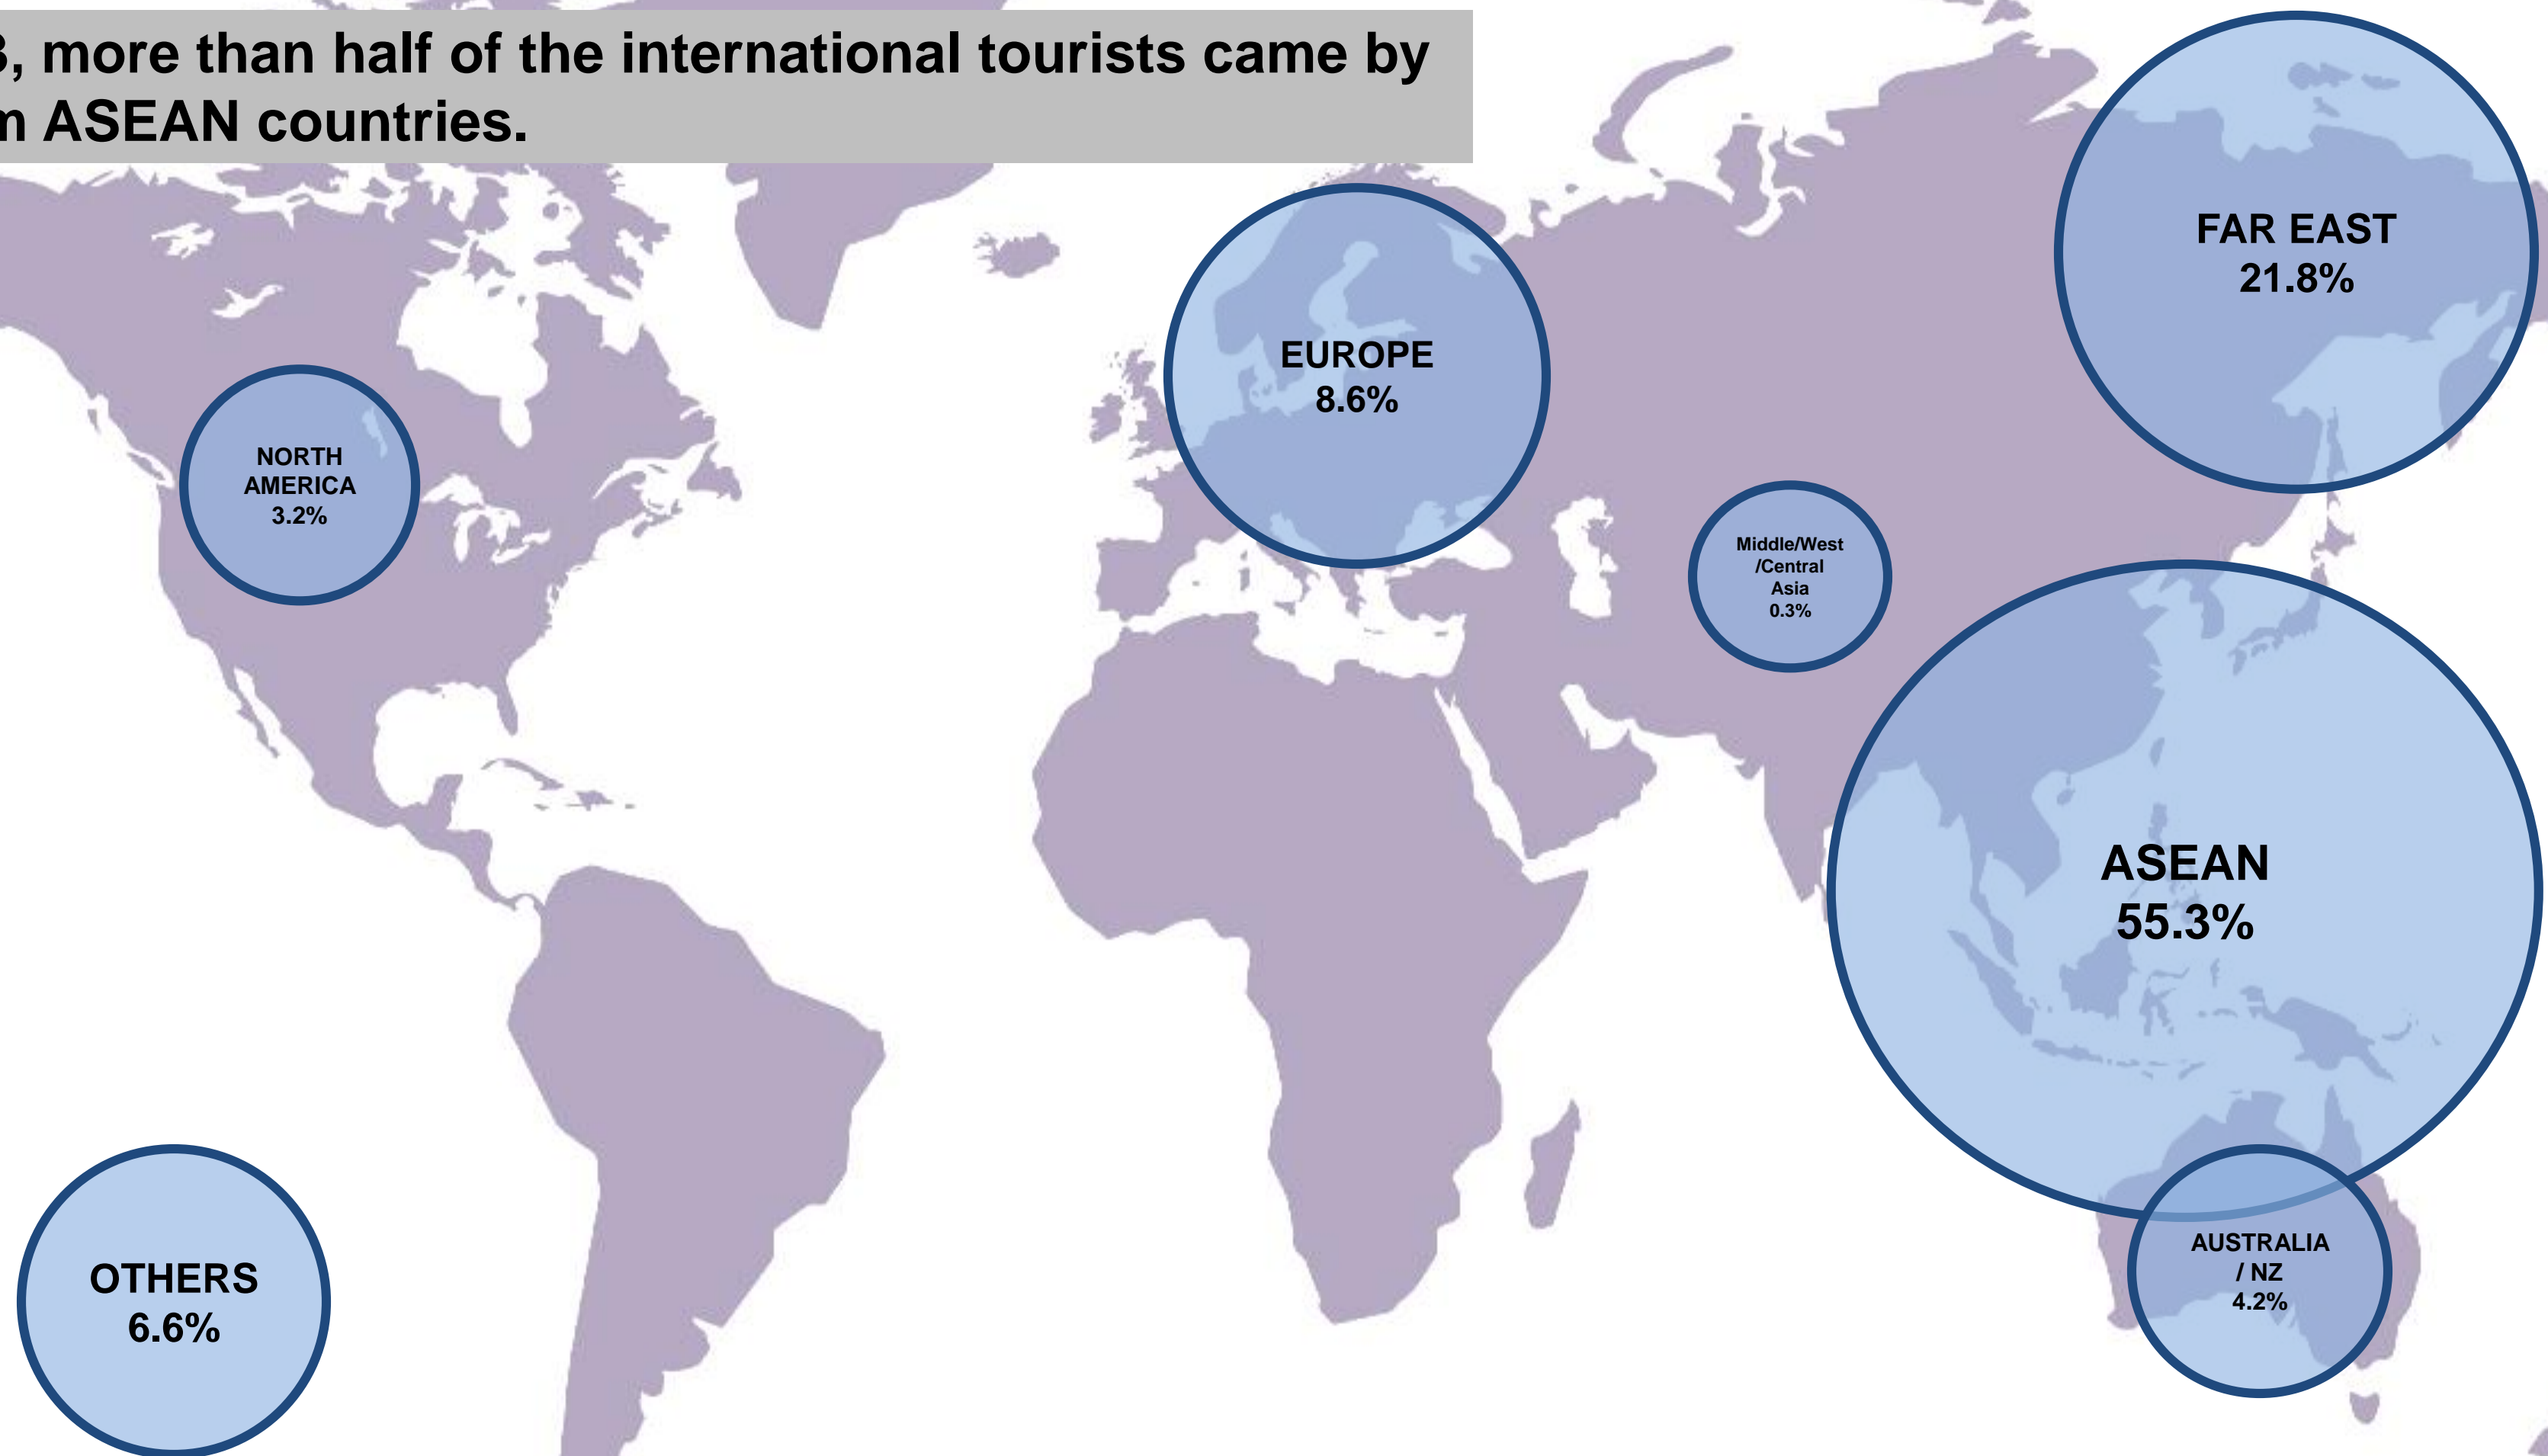 3, more than half of the international tourists came by
m ASEAN countries.
FAR EAST
21.8%
EUROPE
8.6%
NORTH
AMERICA
3.2%
Middle/West
/Central
Asia
0.3%
ASEAN
55.3%
AUSTRALIA
/ NZ
4.2%
OTHERS
6.6%